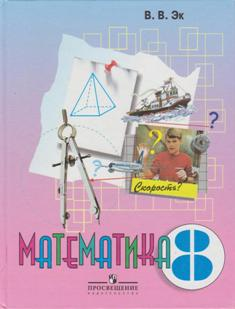 В. В. Эк
?
?
?
Скорость?
МАТЕМАТИКА 8
ПРОСВЕЩЕНИЕ
ИЗДАТЕЛЬСТВО